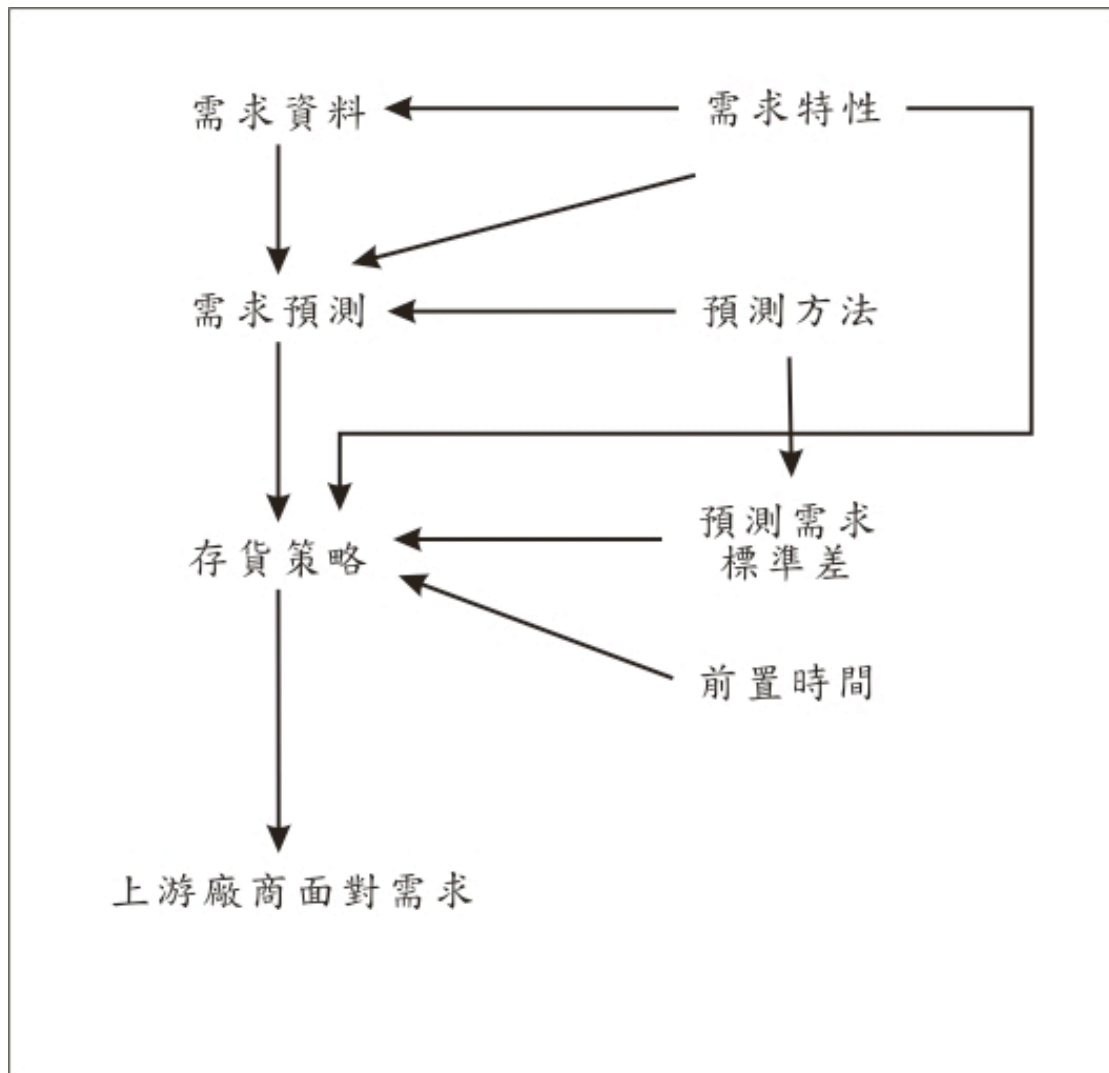 需求資料
需求特性
需求預測
預測方法
存貨策略
預測需求
標準差
前置時間
上游廠商面對需求